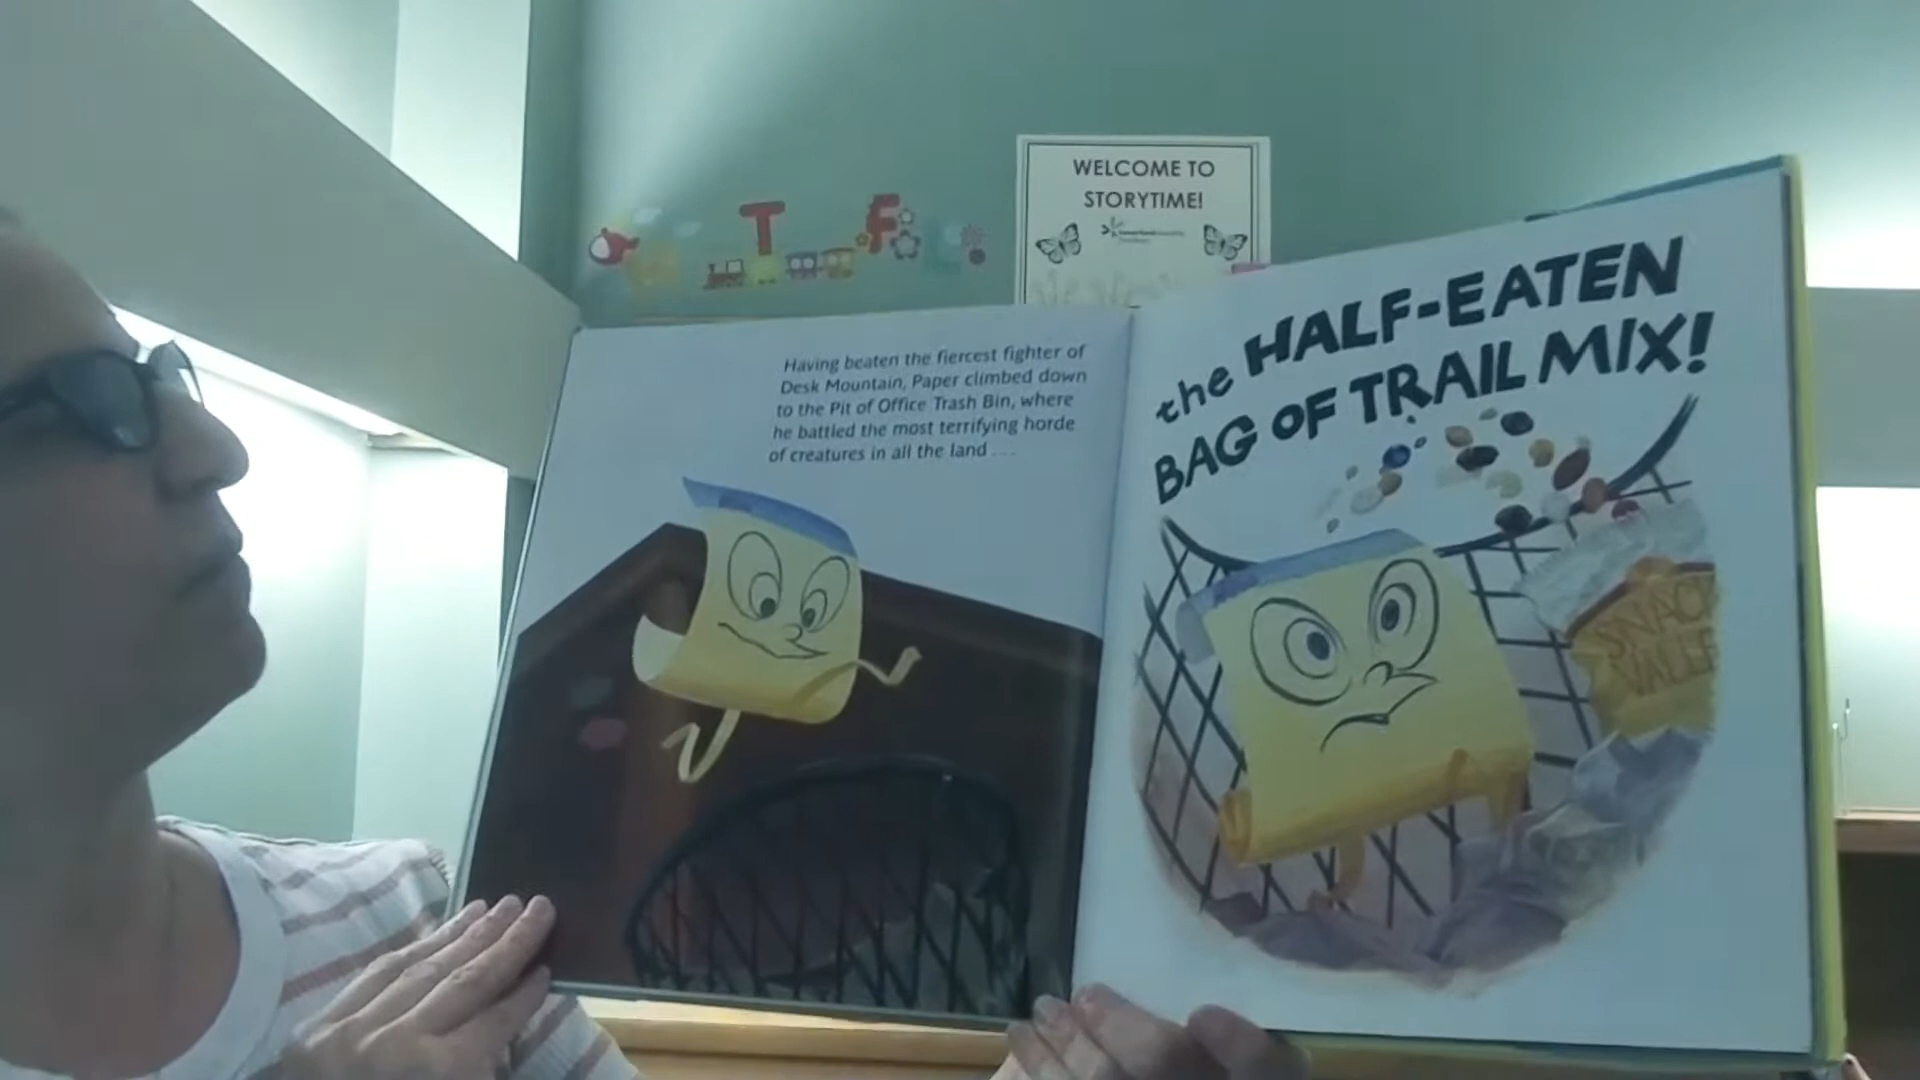 T F
WELCOME TO
STORYTIME!
Having beaten the fiercest fighter of
Desk Mountain, Paper climbed down
to the Pit of Office Trash Bin, where
he battled the most terrifying horde
of creatures in all the land . . .
the HALF-EATEN
BAG OF TRAIL MIX!
SNACK
VALLE